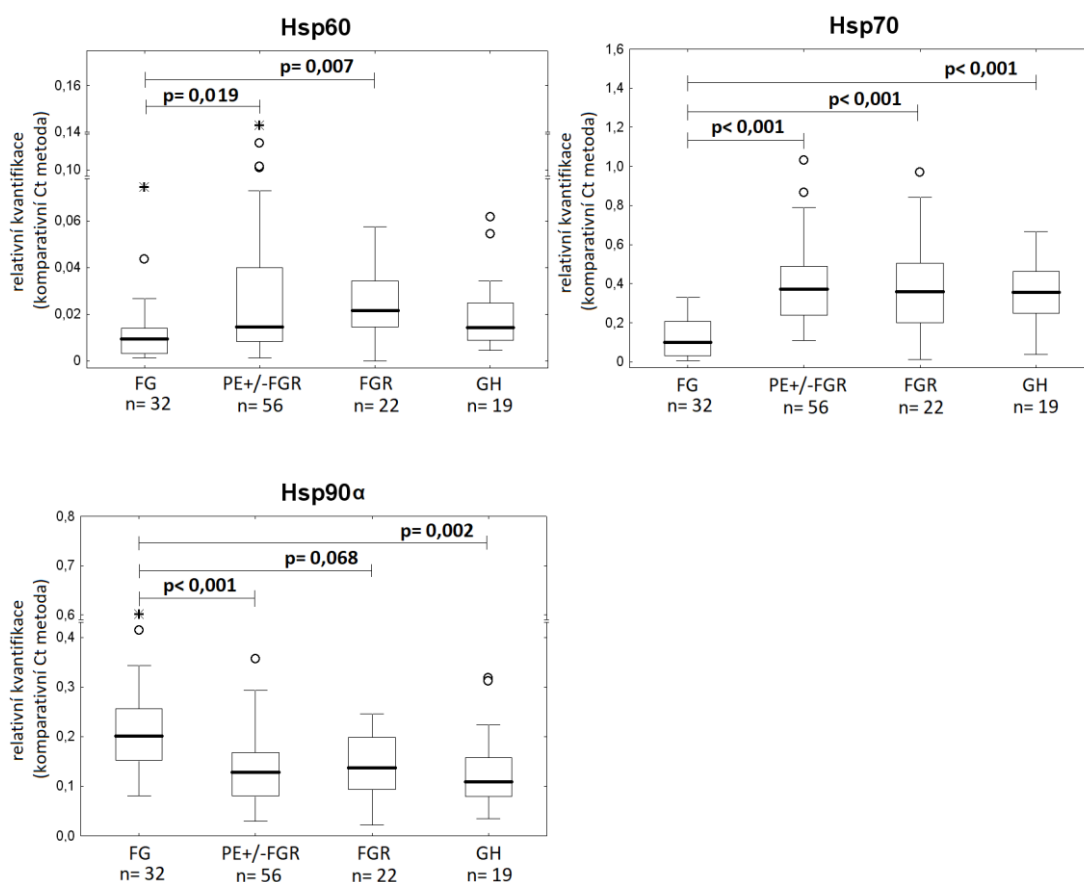 Hsp60
relativní kvantifikace
(komparativní Ct metoda)
0,16
0,14
0,10
0,06
0,04
0,02
0
p= 0,007
p= 0,019
FG PE+/-FGR FGR GH
n= 32 n= 56 n= 22 n= 19
Hsp70
relativní kvantifikace
(komparativní Ct metoda)
1,6
1,4
1,2
1,0
0,8
0,6
0,4
0,2
0
p< 0,001
p< 0,001
p< 0,001
FG PE+/-FGR FGR GH
n= 32 n= 56 n= 22 n= 19
Hsp90α
relativní kvantifikace
(komparativní Ct metoda)
0,8
0,7
0,6
0,4
0,3
0,2
0,1
0,0
p= 0,002
p= 0,068
p< 0,001
FG PE+/-FGR FGR GH
n= 32 n= 56 n= 22 n= 19